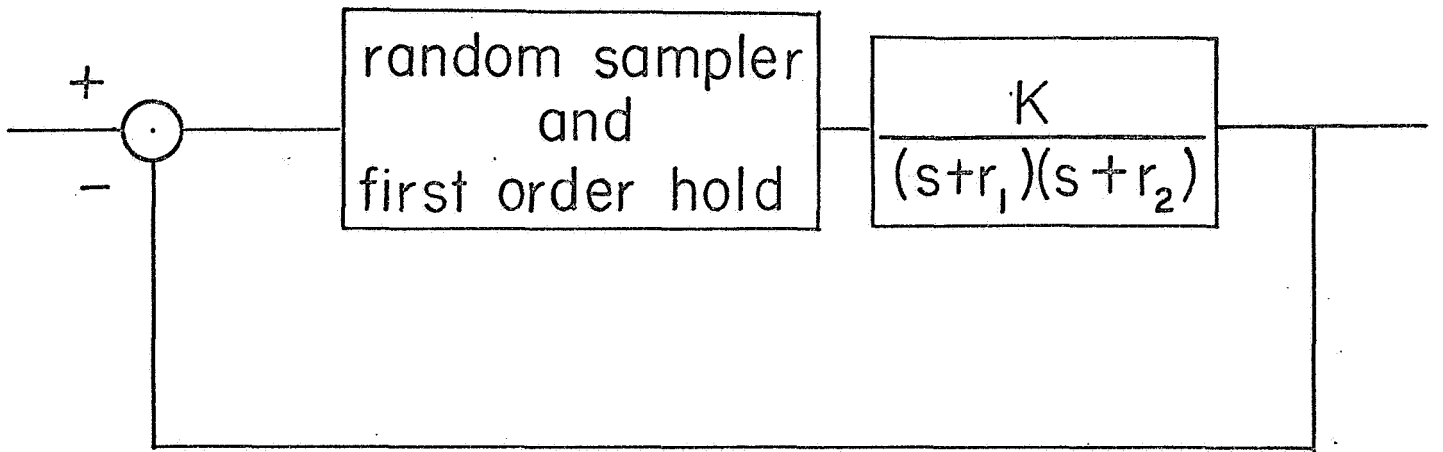 +
random sampler
and
first order hold
K
(s+r₁)(s+r₂)
−